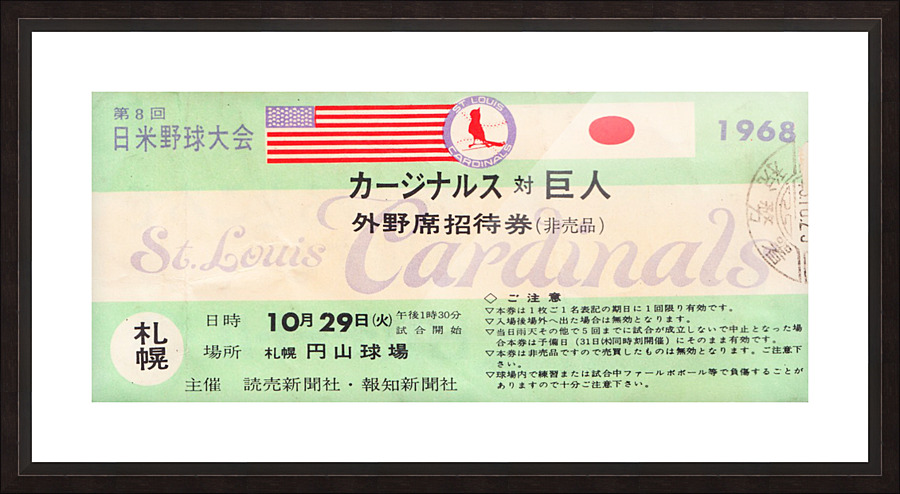 第8回
日米野球大会
ST LOUIS
CARDINALS
1968
カージナルス 対 巨人
外野席招待券(非売品)
St. Louis Cardinals
札幌
日時 10月29日(火) 午後1時30分
試合開始
場所 札幌 円山球場
主催 読売新聞社・報知新聞社
◇ ご注意
▽本券は1枚ご1名表記の期日に1回限り有効です。
▽入場後場外へ出た場合は無効となります。
▽当日雨天その他で5回までに試合が成立しないで中止となった場
合本券は予備日(31日㈭同時刻開催)にそのまま有効です。
▽本券は非売品ですので売買したものは無効となります。ご注意下
さい。
▽球場内で練習または試合中ファールボボール等で負傷することが
ありますので十分ご注意下さい。